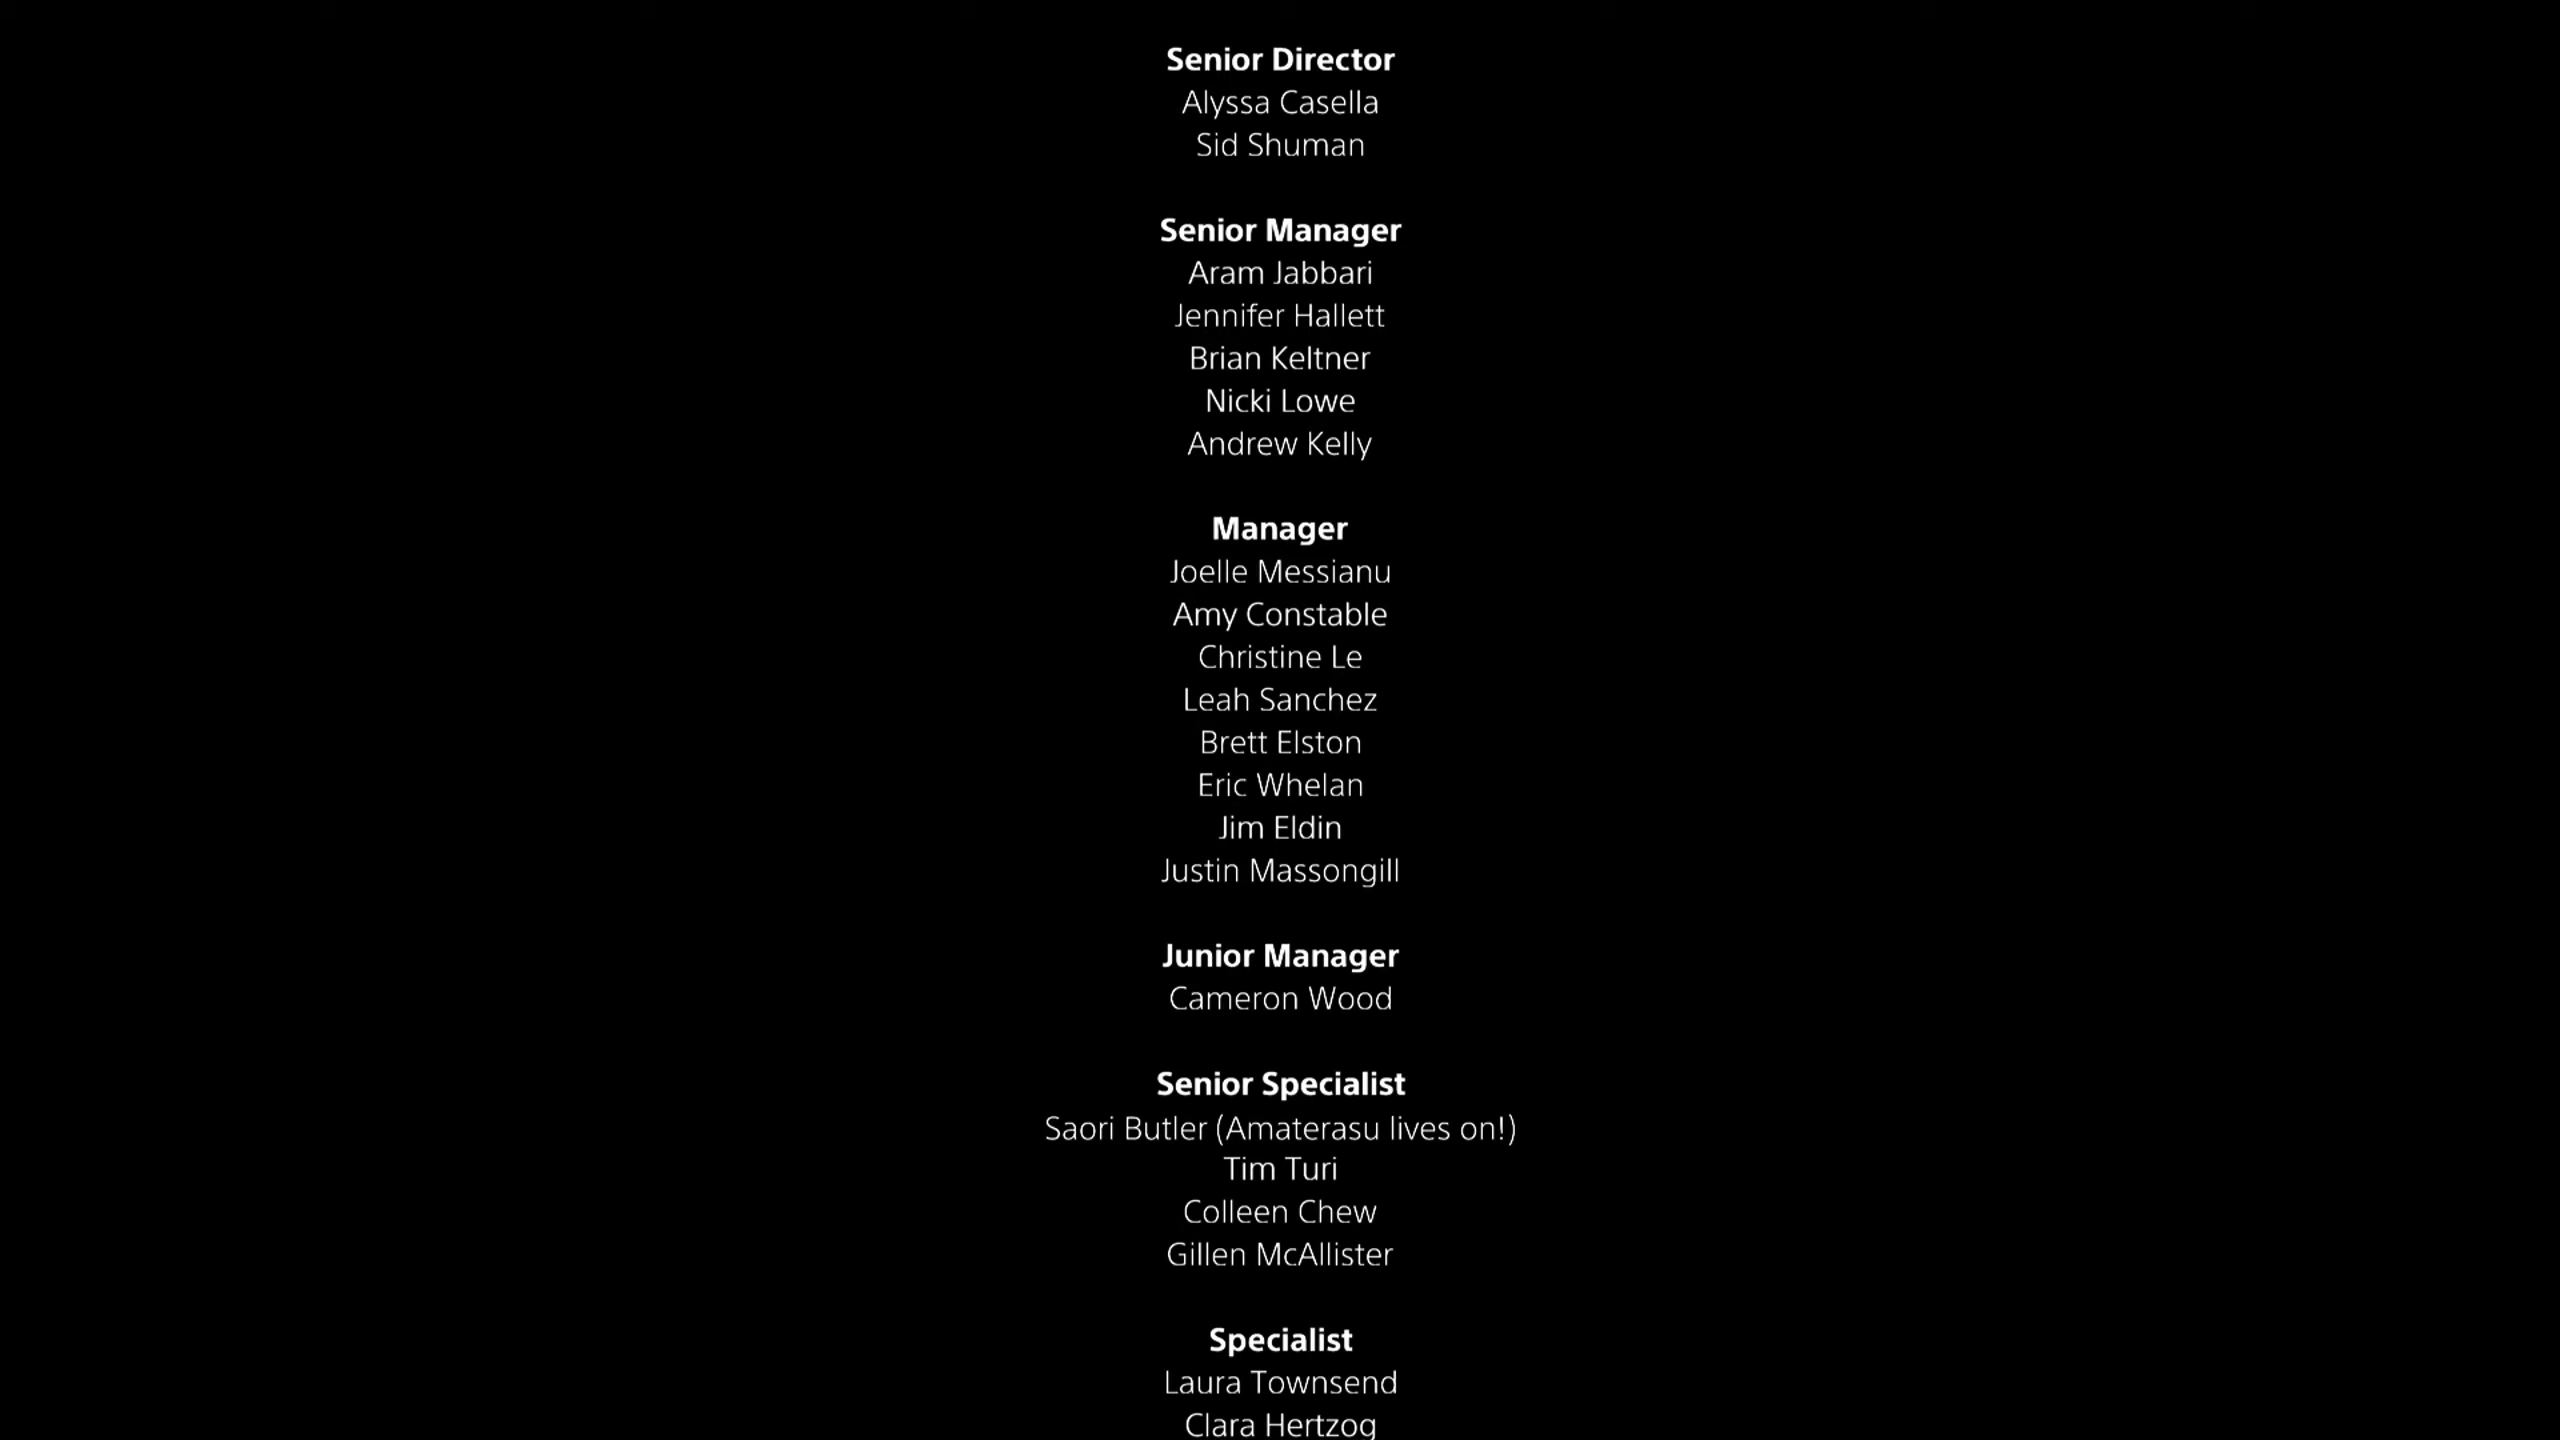 Senior Director
Alyssa Casella
Sid Shuman
Senior Manager
Aram Jabbari
Jennifer Hallett
Brian Keltner
Nicki Lowe
Andrew Kelly
Manager
Joelle Messianu
Amy Constable
Christine Le
Leah Sanchez
Brett Elston
Eric Whelan
Jim Eldin
Justin Massongill
Junior Manager
Cameron Wood
Senior Specialist
Saori Butler (Amaterasu lives on!)
Tim Turi
Colleen Chew
Gillen McAllister
Specialist
Laura Townsend
Clara Hertzog